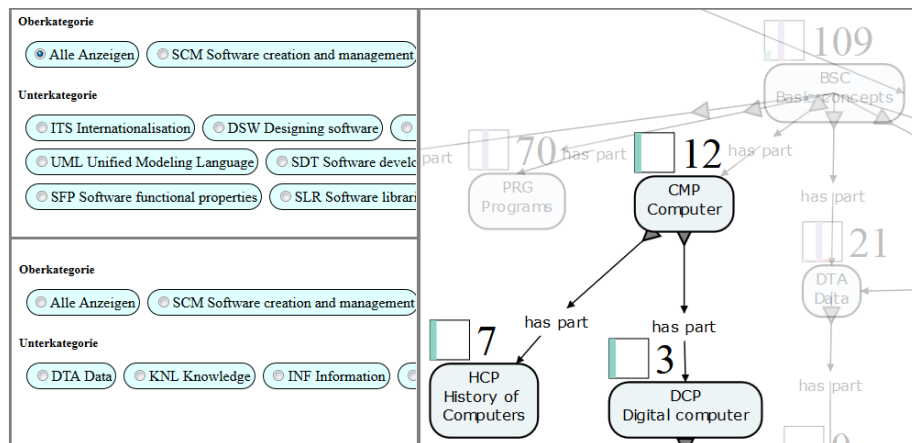 Oberkategorie
Alle Anzeigen SCM Software creation and management
Unterkategorie
ITS Internationalisation DSW Designing software
UML Unified Modeling Language SDT Software develo
SFP Software functional properties SLR Software librari
Oberkategorie
Alle Anzeigen SCM Software creation and management
Unterkategorie
DTA Data KNL Knowledge INF Information
109
BSC
Basic concepts
part
70
has part
PRG
Programs
12
has part
CMP
Computer
has part
21
DTA
Data
has part
has part
7
HCP
History of
Computers
3
DCP
Digital computer
has part